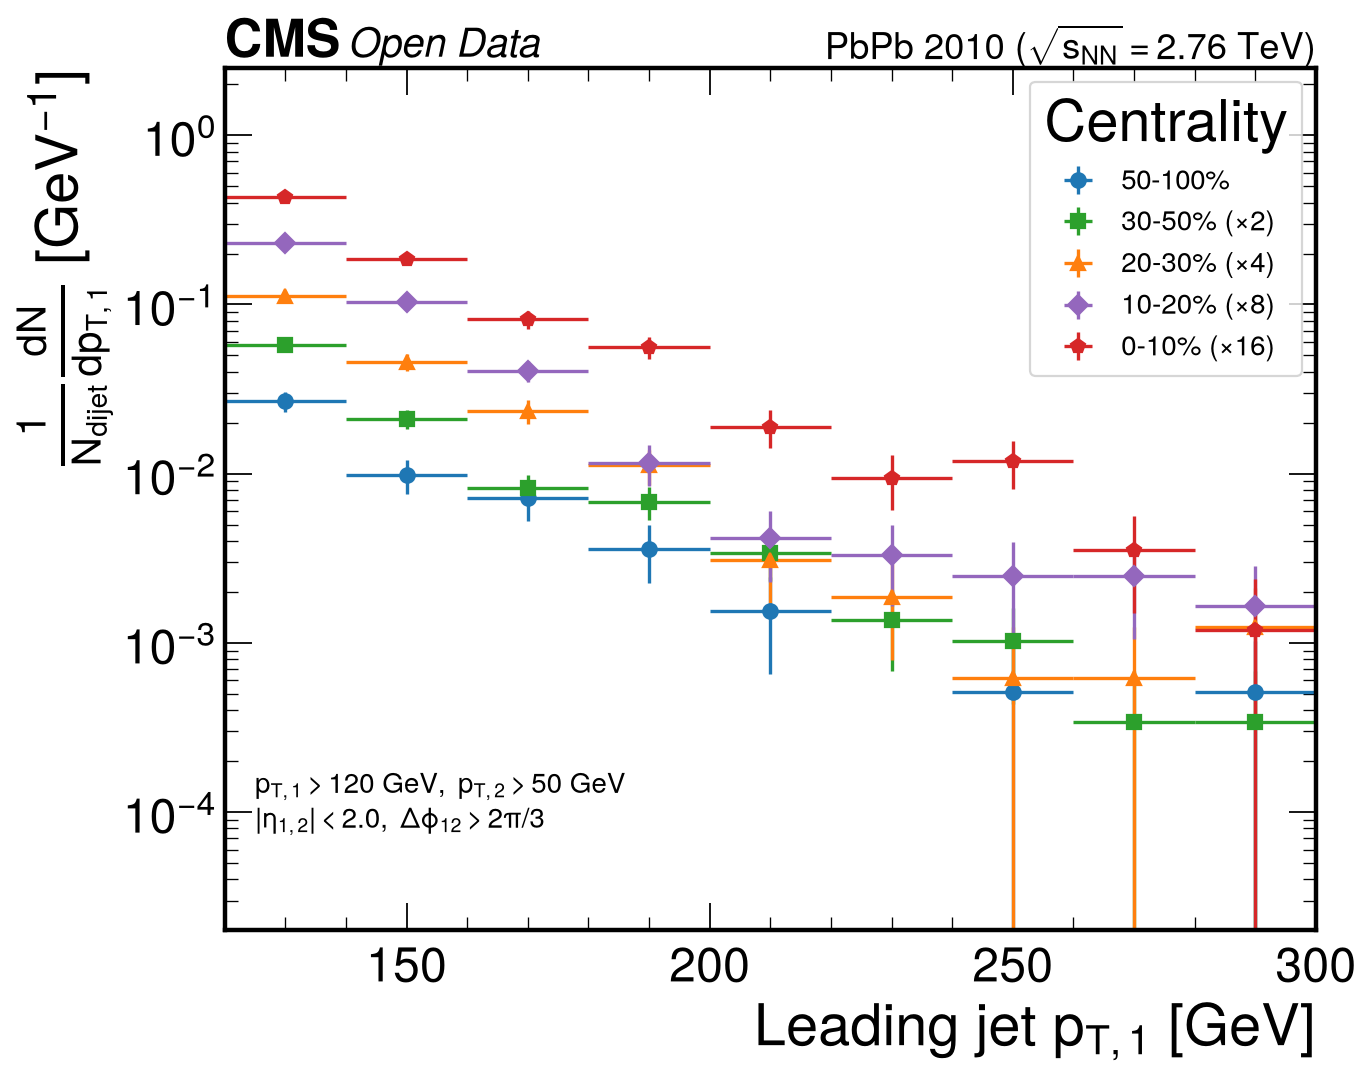 CMS Open Data PbPb 2010 (√sNN = 2.76 TeV)
1/Ndijet dN/dpT, 1 [GeV−1]
10^0
10^−1
10^−2
10^−3
10^−4
Centrality
50-100%
30-50% (×2)
20-30% (×4)
10-20% (×8)
0-10% (×16)
pT, 1 > 120 GeV, pT, 2 > 50 GeV
|η1, 2| < 2.0, Δϕ12 > 2π/3
150 200 250 300
Leading jet pT, 1 [GeV]